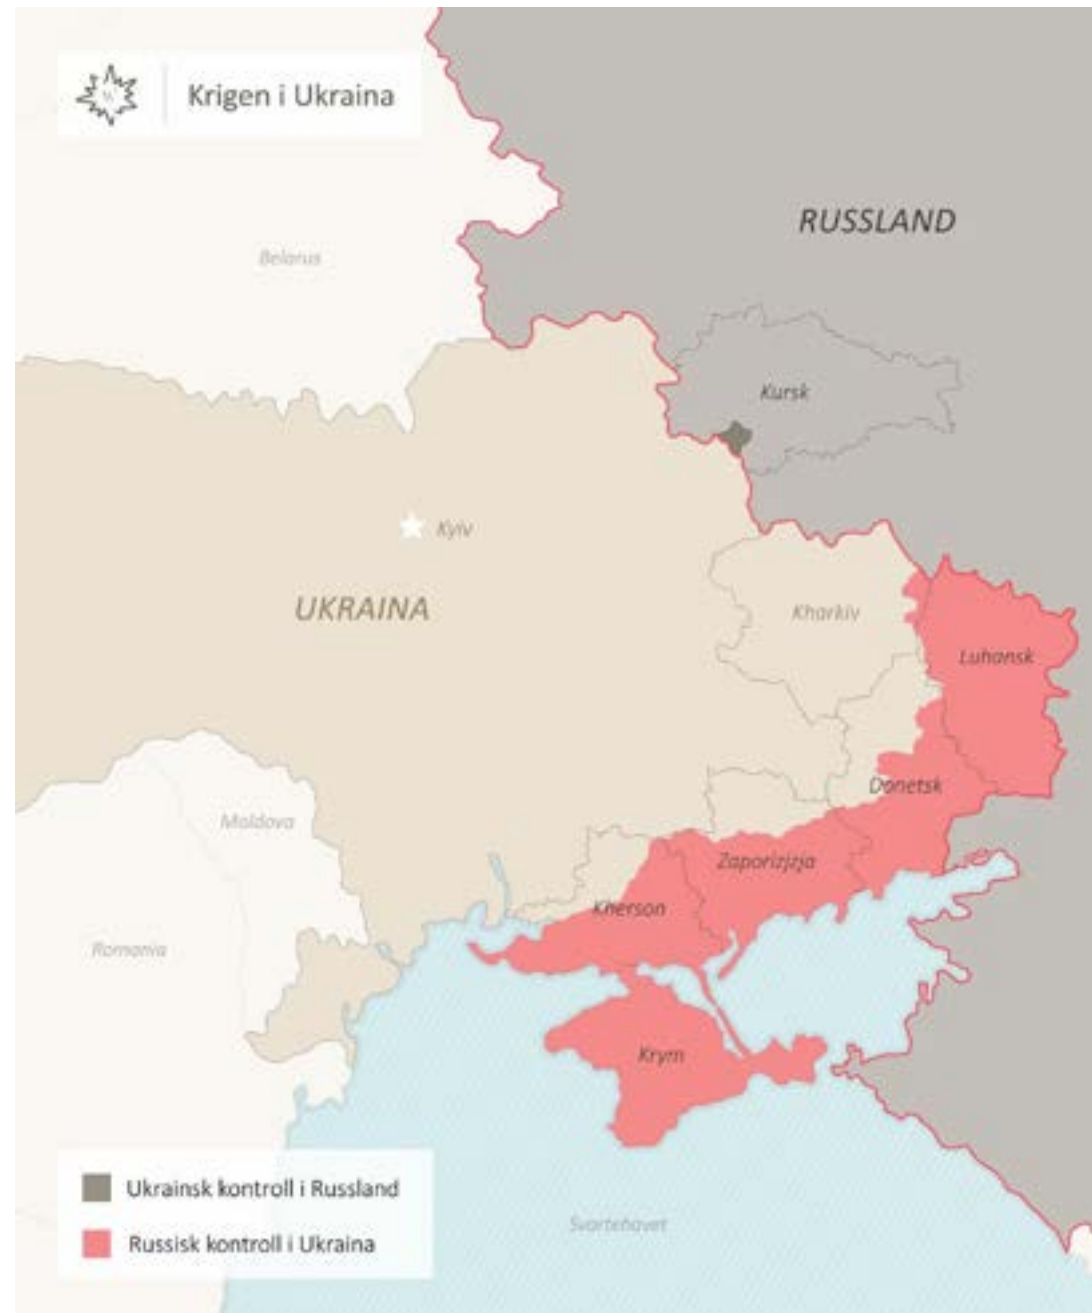 Krigen i Ukraina
RUSSLAND
Belarus
Kursk
Kyiv
UKRAINA
Kharkiv
Luhansk
Donetsk
Moldova
Zaporizjzja
Kherson
Romania
Krym
Ukrainsk kontroll i Russland
Svartehavet
Russisk kontroll i Ukraina